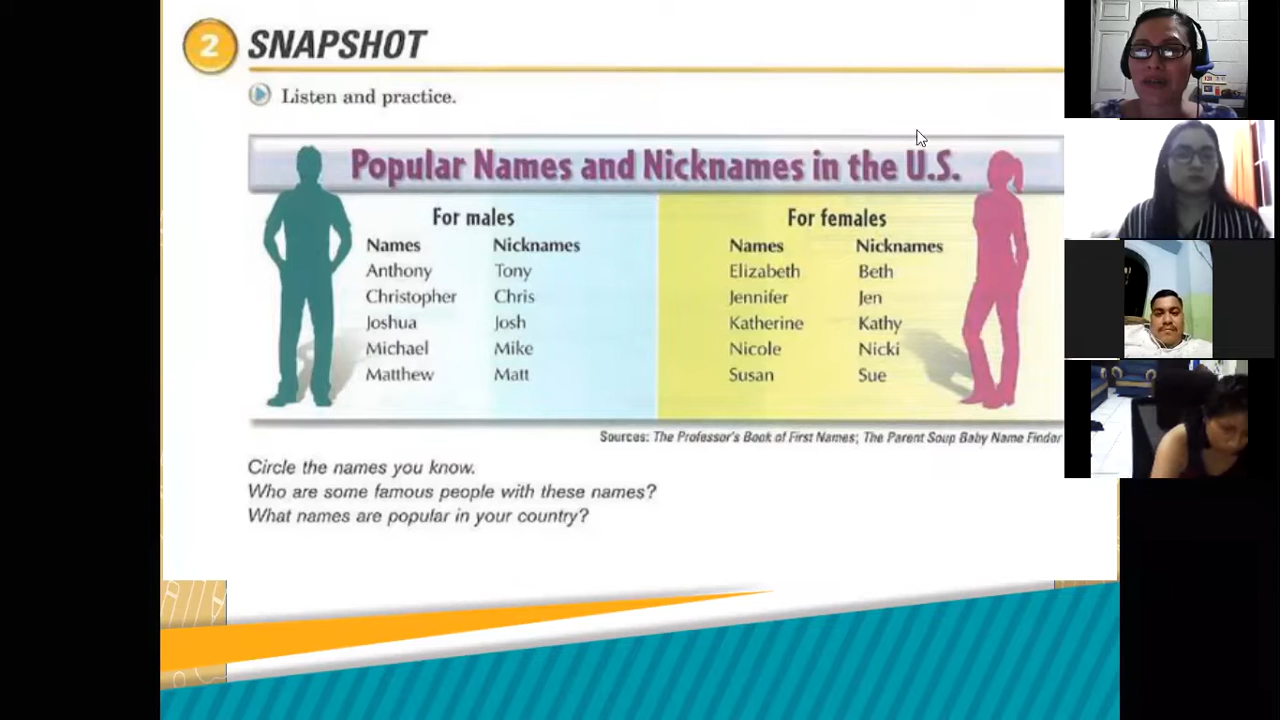 2 SNAPSHOT
Listen and practice.
Popular Names and Nicknames in the U.S.
For males
Names Nicknames
Anthony Tony
Christopher Chris
Joshua Josh
Michael Mike
Matthew Matt
For females
Names Nicknames
Elizabeth Beth
Jennifer Jen
Katherine Kathy
Nicole Nicki
Susan Sue
Sources: The Professor's Book of First Names; The Parent Soup Baby Name Finder
Circle the names you know.
Who are some famous people with these names?
What names are popular in your country?